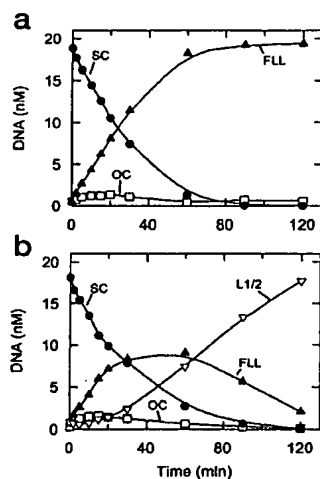 a
20
15
10
5
0
DNA (nM)
SC
FLL
OC
0 40 80 120
b
20
15
10
5
0
DNA (nM)
SC
L1/2
FLL
OC
0 40 80 120
Time (min)